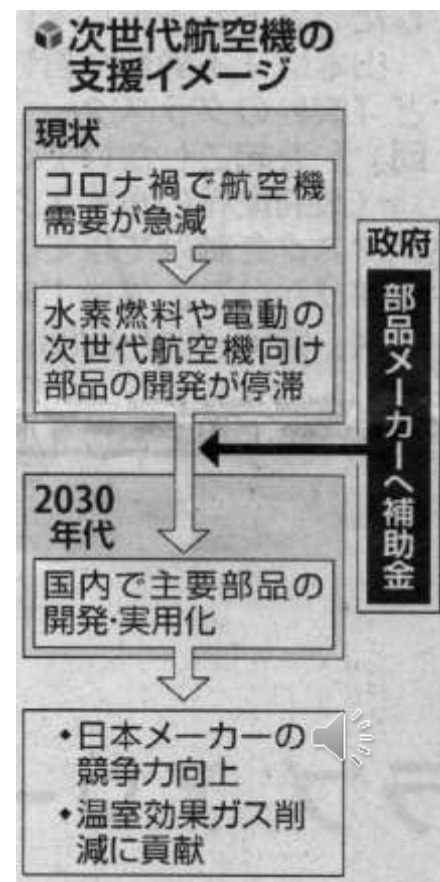 次世代航空機の
支援イメージ
現状
コロナ禍で航空機
需要が急減
水素燃料や電動の
次世代航空機向け
部品の開発が停滞
政府
部品メーカーへ補助金
2030
年代
国内で主要部品の
開発・実用化
・日本メーカーの
競争力向上
・温室効果ガス削
減に貢献